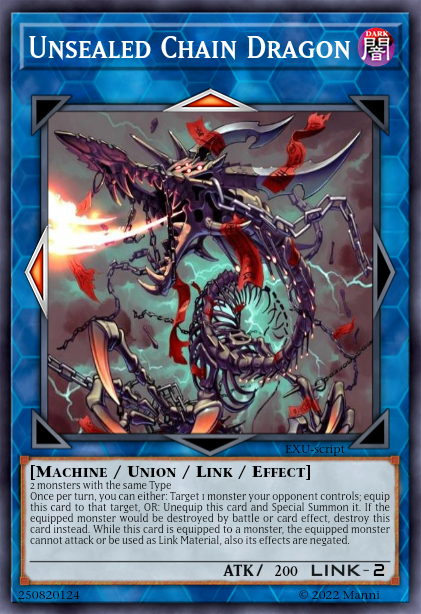 UNSEALED CHAIN DRAGON
DARK
闇
EXU-script
[MACHINE / UNION / LINK / EFFECT]
2 monsters with the same Type
Once per turn, you can either: Target 1 monster your opponent controls; equip
this card to that target, OR: Unequip this card and Special Summon it. If the
equipped monster would be destroyed by battle or card effect, destroy this
card instead. While this card is equipped to a monster, the equipped monster
cannot attack or be used as Link Material, also its effects are negated.
ATK/ 200 LINK-2
250820124 © 2022 Manni